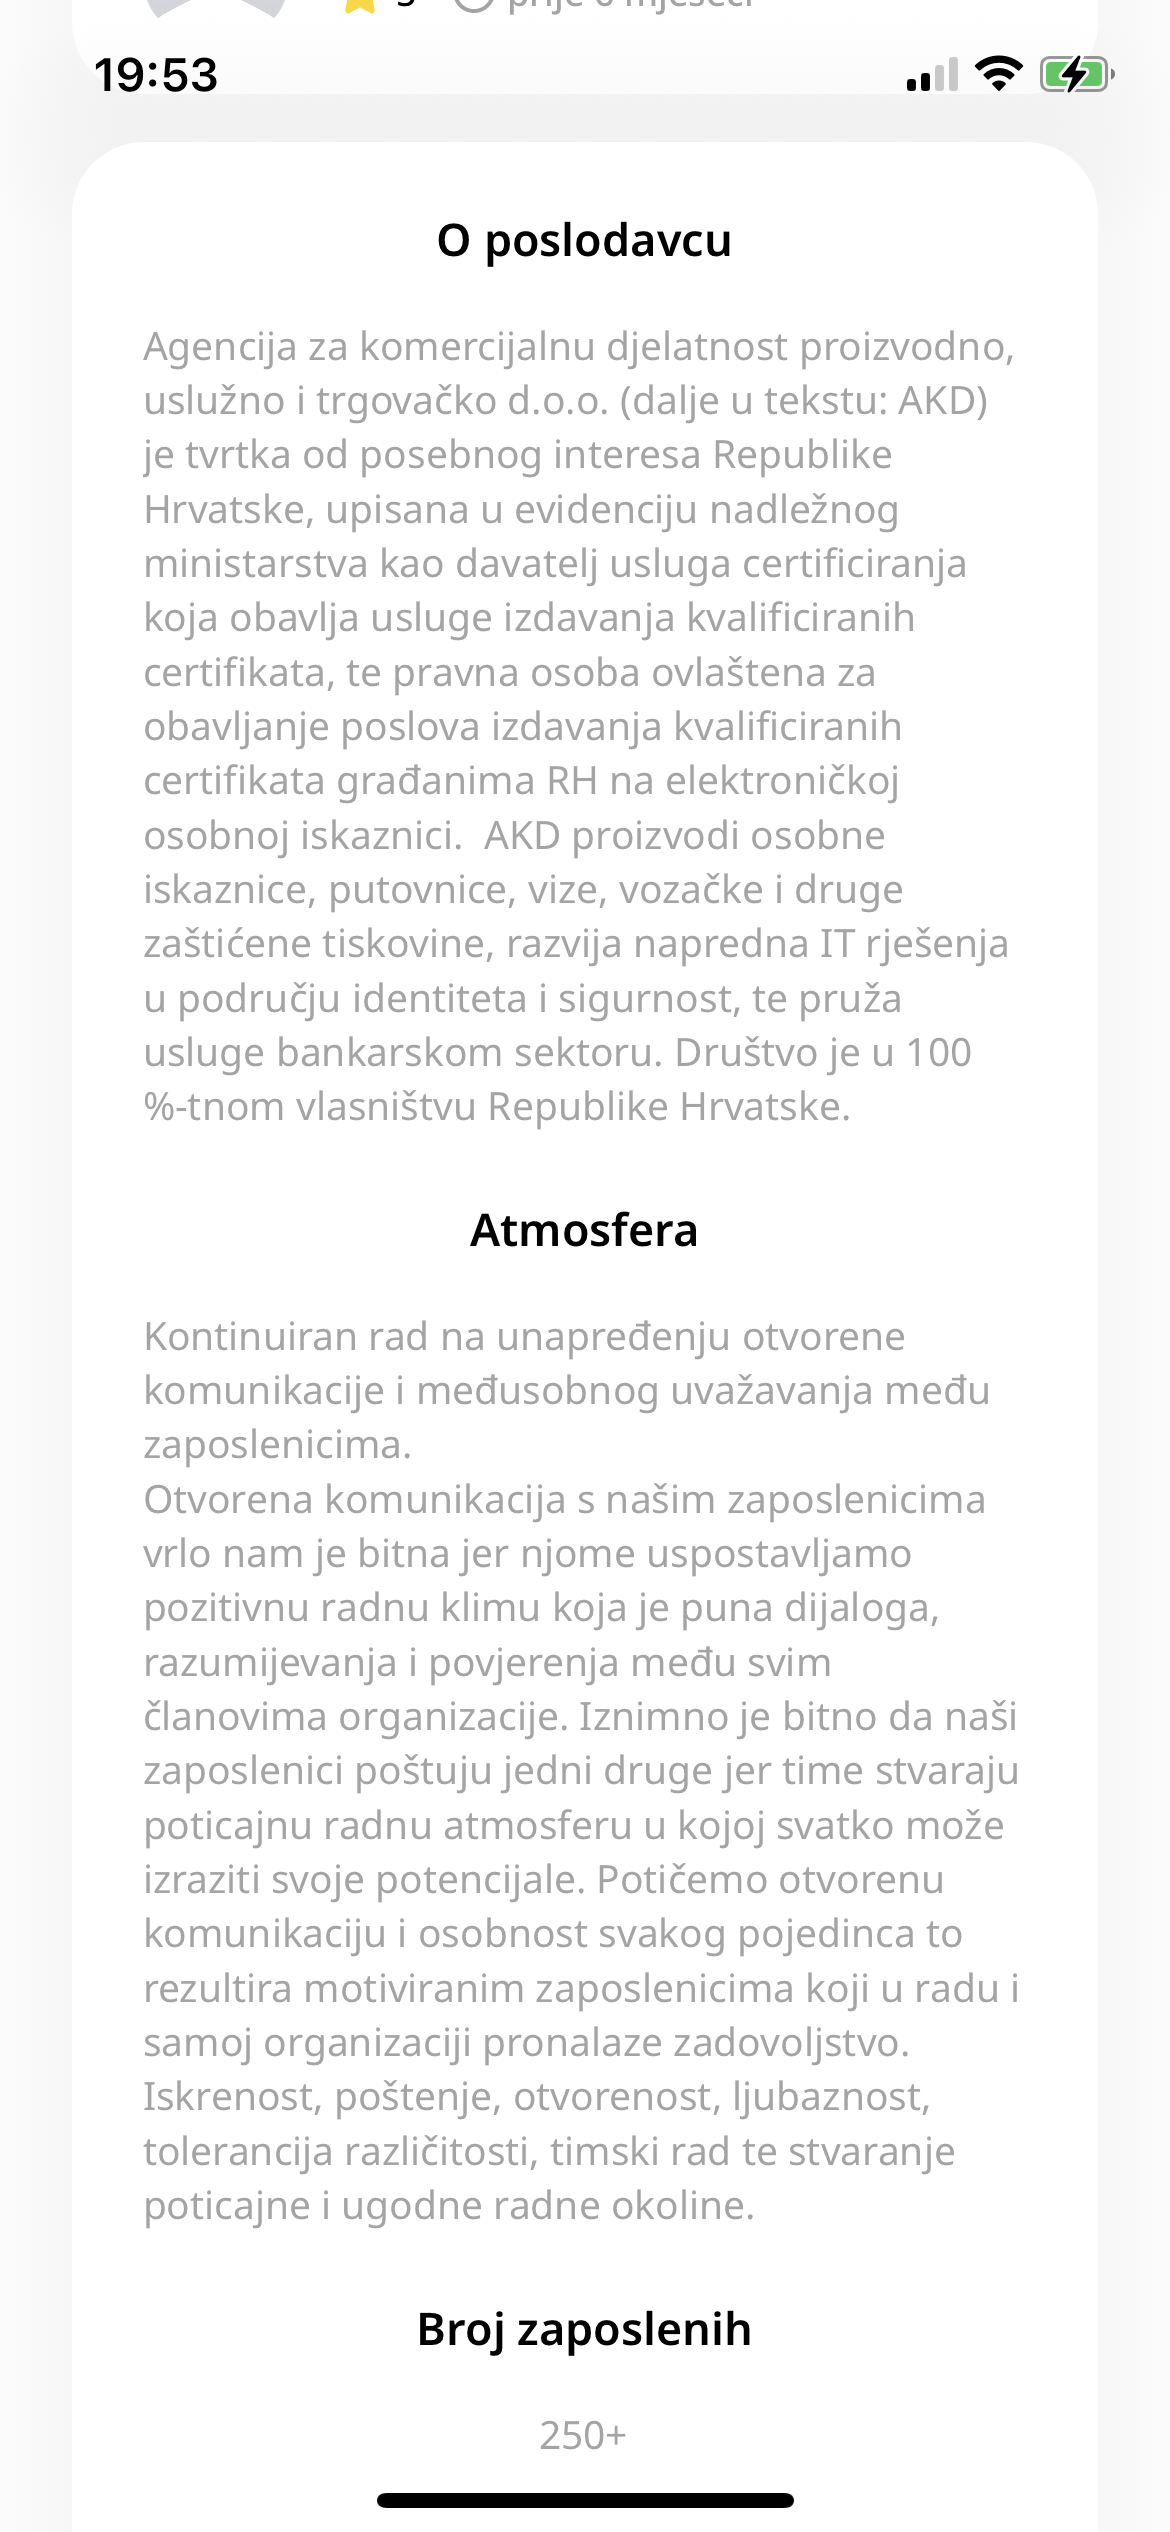 19:53
O poslodavcu
Agencija za komercijalnu djelatnost proizvodno,
uslužno i trgovačko d.o.o. (dalje u tekstu: AKD)
je tvrtka od posebnog interesa Republike
Hrvatske, upisana u evidenciju nadležnog
ministarstva kao davatelj usluga certificiranja
koja obavlja usluge izdavanja kvalificiranih
certifikata, te pravna osoba ovlaštena za
obavljanje poslova izdavanja kvalificiranih
certifikata građanima RH na elektroničkoj
osobnoj iskaznici.  AKD proizvodi osobne
iskaznice, putovnice, vize, vozačke i druge
zaštićene tiskovine, razvija napredna IT rješenja
u području identiteta i sigurnost, te pruža
usluge bankarskom sektoru. Društvo je u 100
%-tnom vlasništvu Republike Hrvatske.
Atmosfera
Kontinuiran rad na unapređenju otvorene
komunikacije i međusobnog uvažavanja među
zaposlenicima.
Otvorena komunikacija s našim zaposlenicima
vrlo nam je bitna jer njome uspostavljamo
pozitivnu radnu klimu koja je puna dijaloga,
razumijevanja i povjerenja među svim
članovima organizacije. Iznimno je bitno da naši
zaposlenici poštuju jedni druge jer time stvaraju
poticajnu radnu atmosferu u kojoj svatko može
izraziti svoje potencijale. Potičemo otvorenu
komunikaciju i osobnost svakog pojedinca to
rezultira motiviranim zaposlenicima koji u radu i
samoj organizaciji pronalaze zadovoljstvo.
Iskrenost, poštenje, otvorenost, ljubaznost,
tolerancija različitosti, timski rad te stvaranje
poticajne i ugodne radne okoline.
Broj zaposlenih
250+